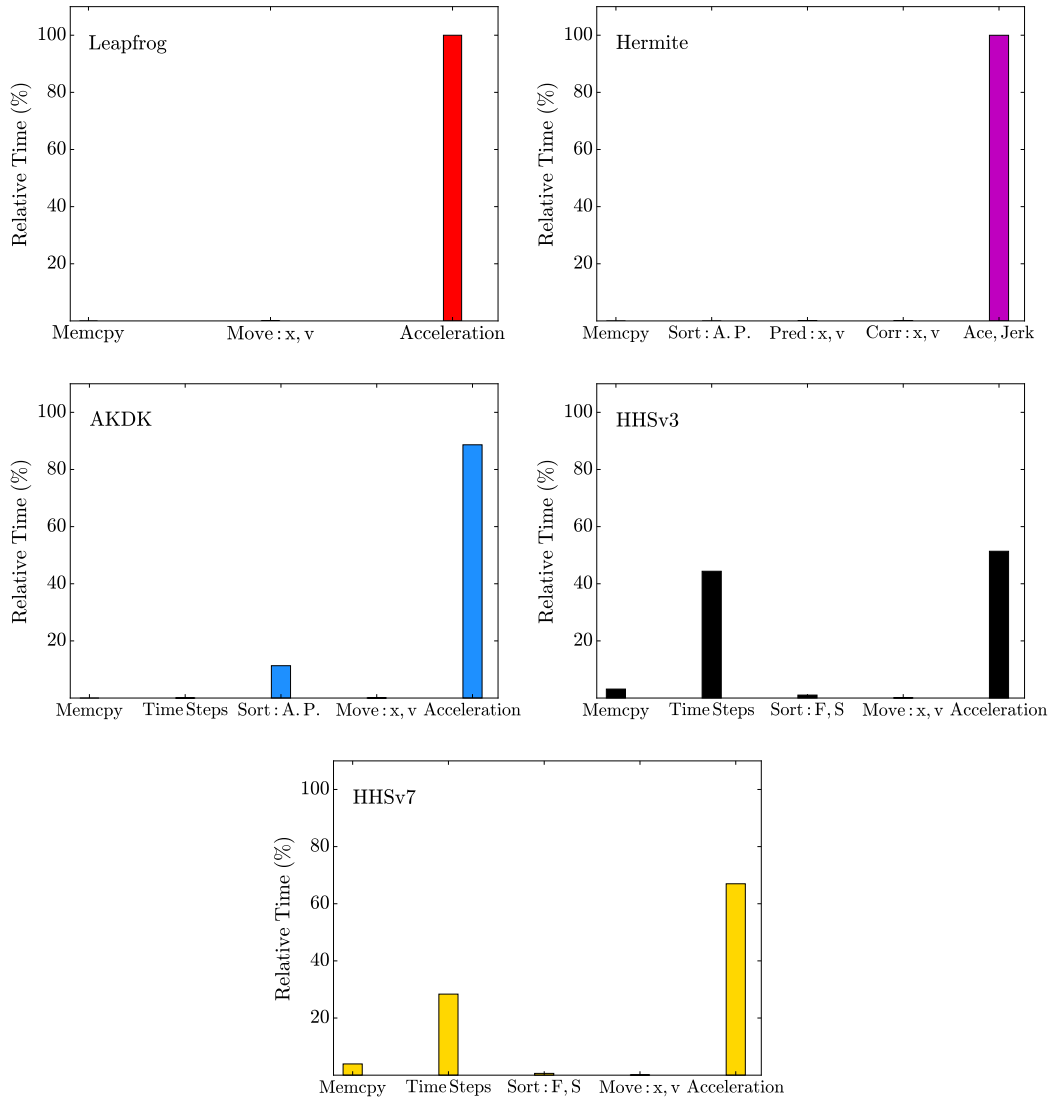 Leapfrog
Relative Time (%)
100
80
60
40
20
Memcpy Move : x, v Acceleration
Hermite
Relative Time (%)
100
80
60
40
20
Memcpy Sort : A. P. Pred : x, v Corr : x, v Ace, Jerk
AKDK
Relative Time (%)
100
80
60
40
20
Memcpy Time Steps Sort : A. P. Move : x, v Acceleration
HHSv3
Relative Time (%)
100
80
60
40
20
Memcpy Time Steps Sort : F, S Move : x, v Acceleration
HHSv7
Relative Time (%)
100
80
60
40
20
Memcpy Time Steps Sort : F, S Move : x, v Acceleration